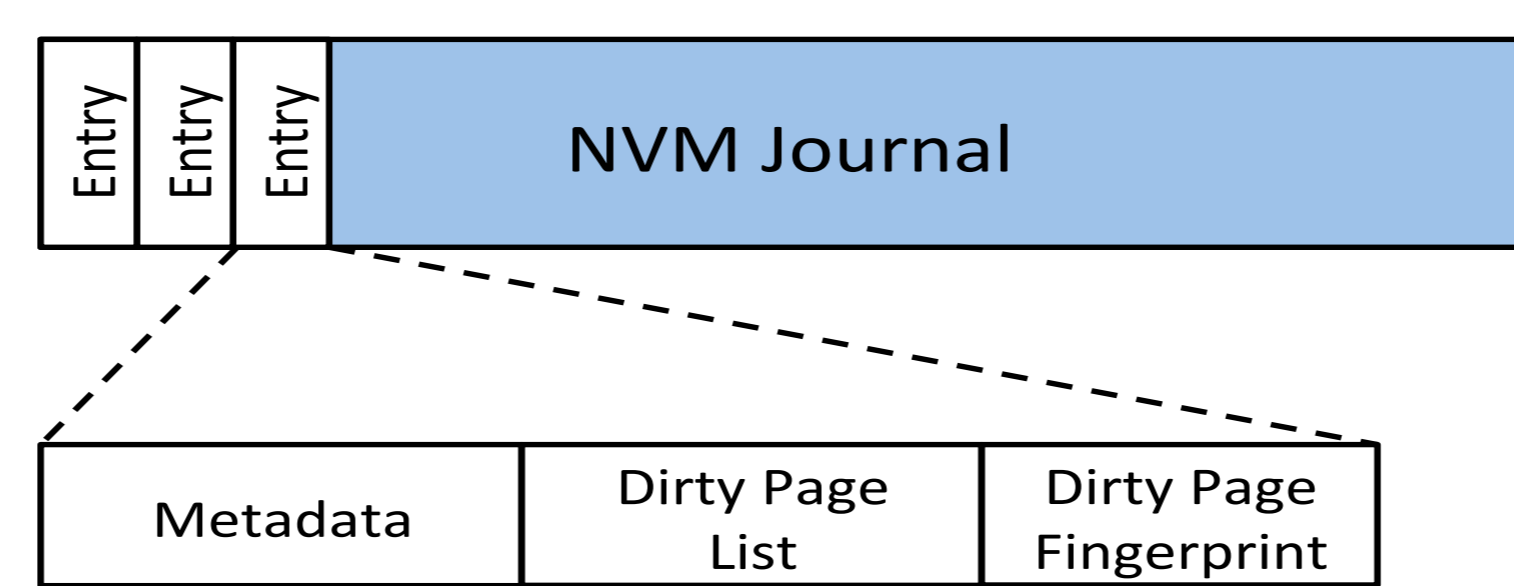 Entry
Entry
Entry
NVM Journal
Metadata
Dirty Page
List
Dirty Page
Fingerprint